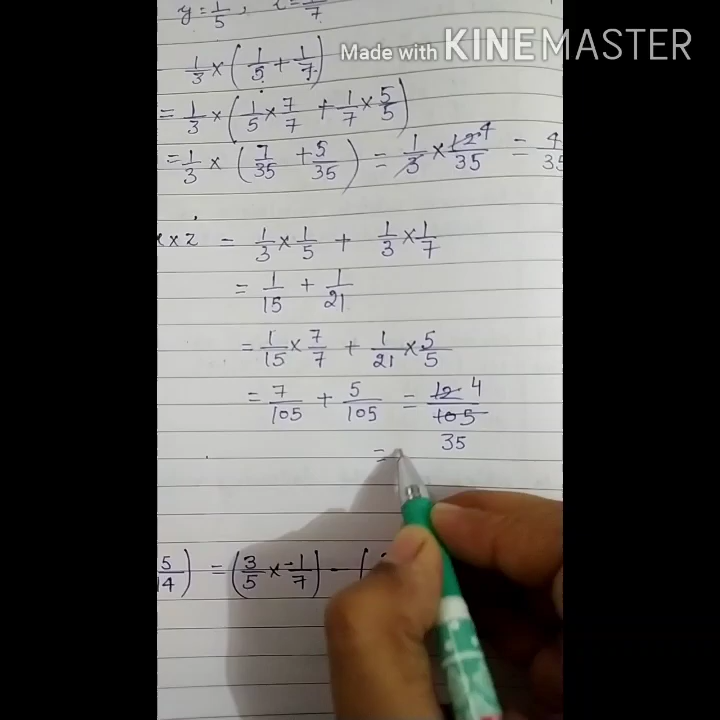 y = 1/5 ,
Made with KINEMASTER
1/3 × (1/5 + 1/7)
= 1/3 × (1/5 × 7/7 + 1/7 × 5/5)
= 1/3 × (7/35 + 5/35) = 1/3 × 12 4/35 = 4/35
× z = 1/3 × 1/5 + 1/3 × 1/7
= 1/15 + 1/21
= 1/15 × 7/7 + 1/21 × 5/5
= 7/105 + 5/105 = 12 4/105 35
=
5/14) = (3/5 × -1/7) - (